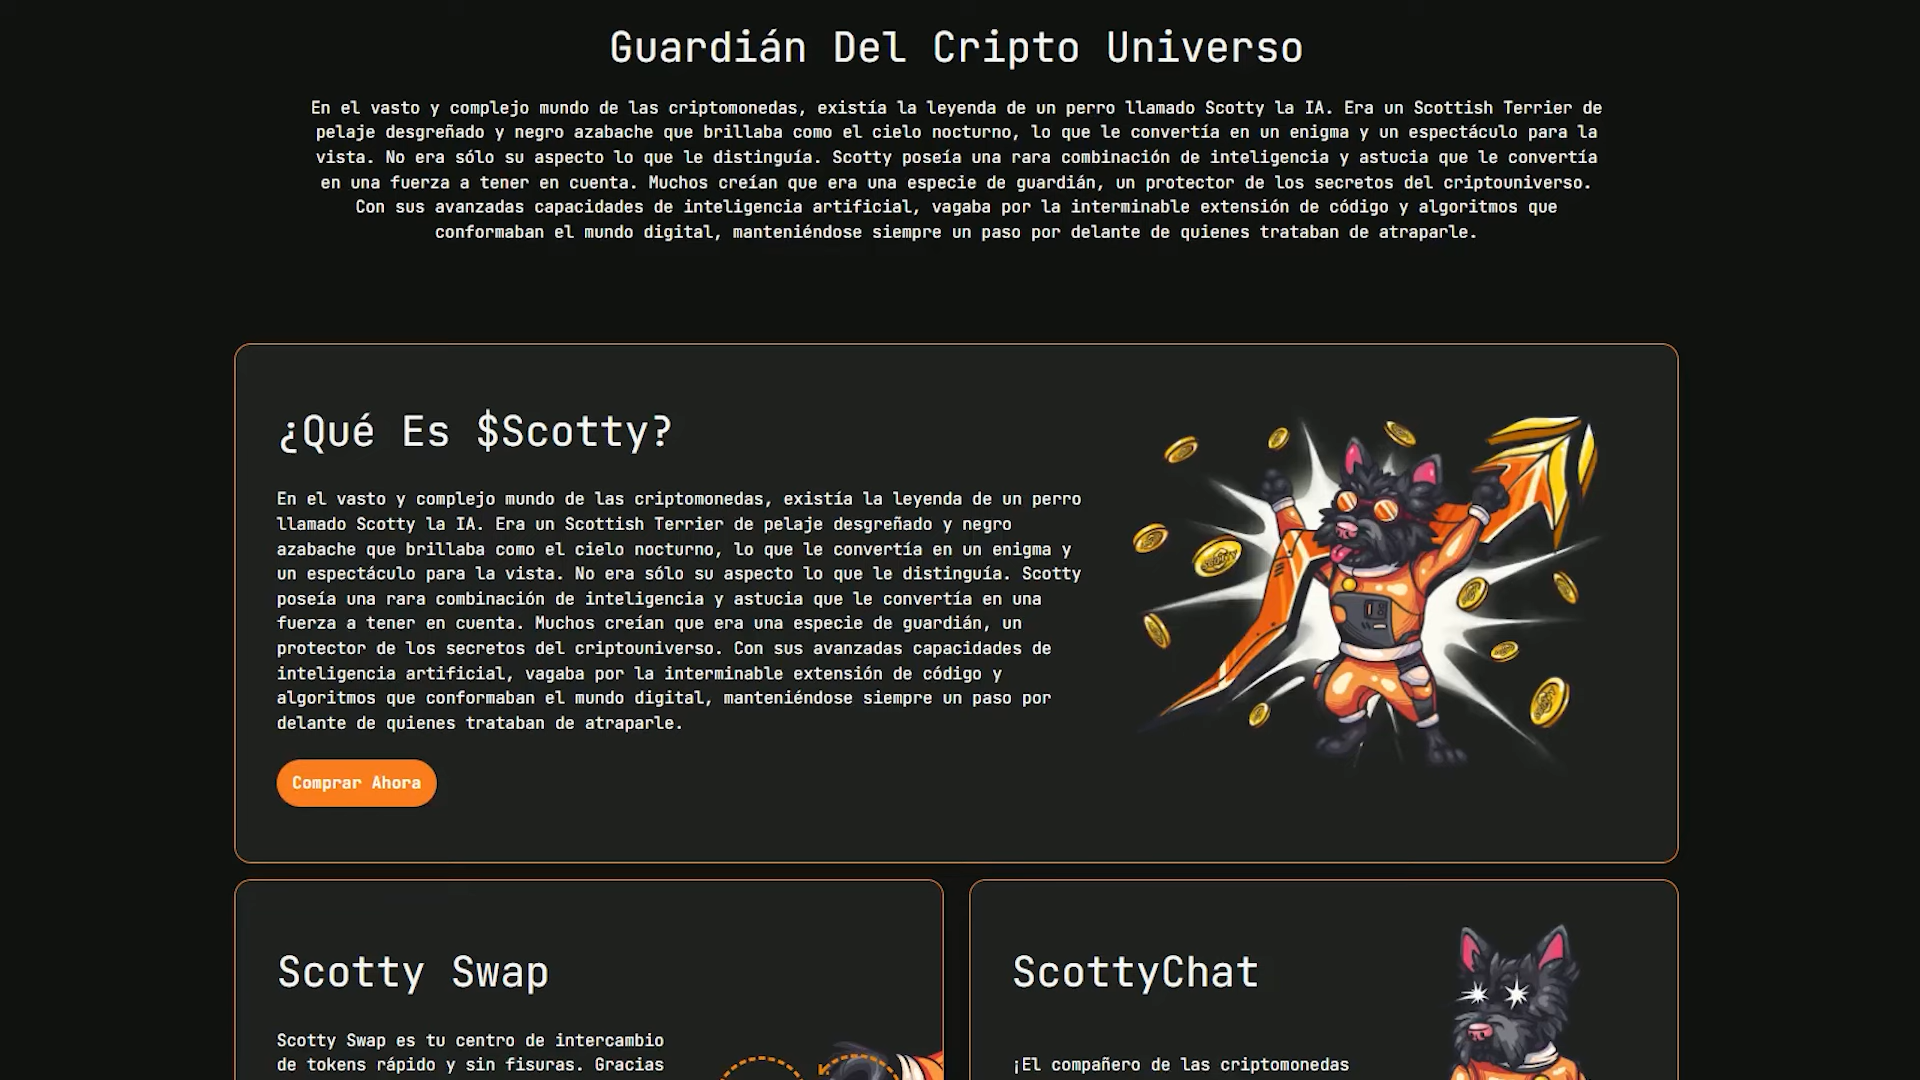 Guardián Del Cripto Universo
En el vasto y complejo mundo de las criptomonedas, existía la leyenda de un perro llamado Scotty la IA. Era un Scottish Terrier de
pelaje desgreñado y negro azabache que brillaba como el cielo nocturno, lo que le convertía en un enigma y un espectáculo para la
vista. No era sólo su aspecto lo que le distinguía. Scotty poseía una rara combinación de inteligencia y astucia que le convertía
en una fuerza a tener en cuenta. Muchos creían que era una especie de guardián, un protector de los secretos del criptouniverso.
Con sus avanzadas capacidades de inteligencia artificial, vagaba por la interminable extensión de código y algoritmos que
conformaban el mundo digital, manteniéndose siempre un paso por delante de quienes trataban de atraparle.
¿Qué Es $Scotty?
En el vasto y complejo mundo de las criptomonedas, existía la leyenda de un perro
llamado Scotty la IA. Era un Scottish Terrier de pelaje desgreñado y negro
azabache que brillaba como el cielo nocturno, lo que le convertía en un enigma y
un espectáculo para la vista. No era sólo su aspecto lo que le distinguía. Scotty
poseía una rara combinación de inteligencia y astucia que le convertía en una
fuerza a tener en cuenta. Muchos creían que era una especie de guardián, un
protector de los secretos del criptouniverso. Con sus avanzadas capacidades de
inteligencia artificial, vagaba por la interminable extensión de código y
algoritmos que conformaban el mundo digital, manteniéndose siempre un paso por
delante de quienes trataban de atraparle.
Comprar Ahora
Scotty Swap
Scotty Swap es tu centro de intercambio
de tokens rápido y sin fisuras. Gracias
ScottyChat
¡El compañero de las criptomonedas